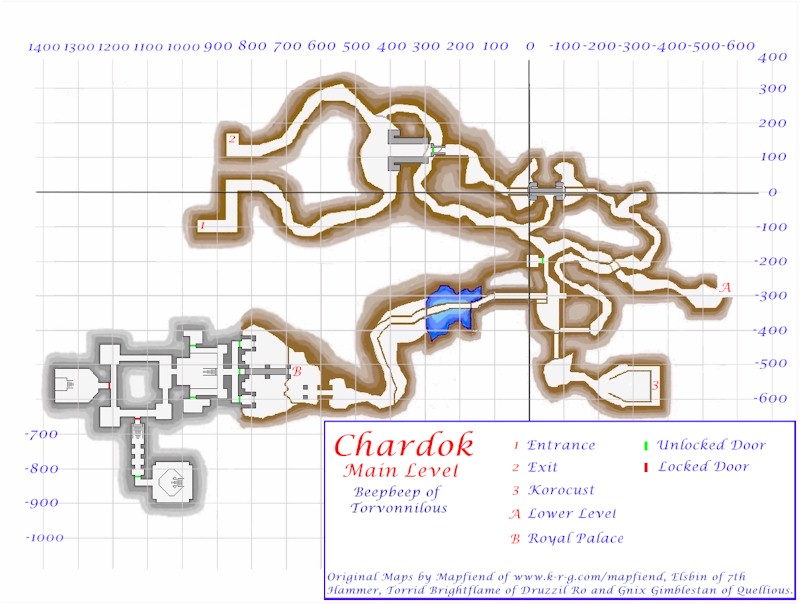 1400 1300 1200 1100 1000 900 800 700 600 500 400 300 200 100 0 -100 -200 -300 -400 -500 -600
400
300
2
200
100
0
1
-100
-200
A
-300
-400
B
-500
3
-600
-700
-800
-900
-1000
Chardok
Main Level
Beepbeep of
Torvonnilous
1 Entrance
2 Exit
3 Korocust
A Lower Level
B Royal Palace
Unlocked Door
Locked Door
Original Maps by Mapfiend of www.k-r-g.com/mapfiend, Elsbin of 7th
Hammer, Torrid Brightflame of Druzzil Ro and Gnix Gimblestan of Quellious.